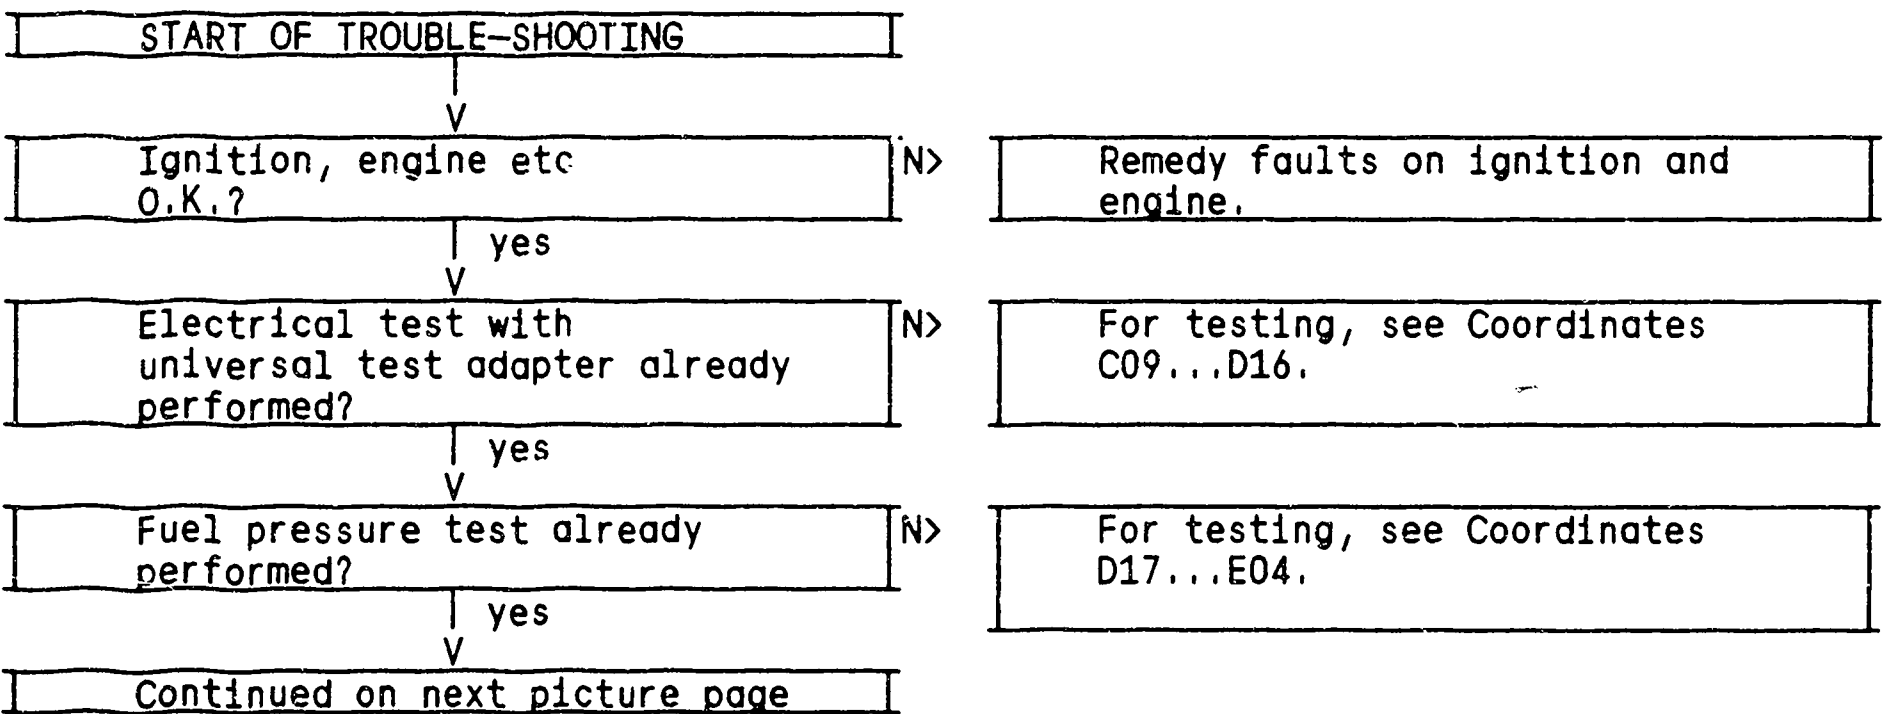 START OF TROUBLE-SHOOTING
V
Ignition, engine etc
O.K.?
N>
Remedy faults on ignition and
engine.
yes
V
Electrical test with
universal test adapter already
performed?
N>
For testing, see Coordinates
C09...D16.
yes
V
Fuel pressure test already
performed?
N>
For testing, see Coordinates
D17...E04.
yes
V
Continued on next picture page